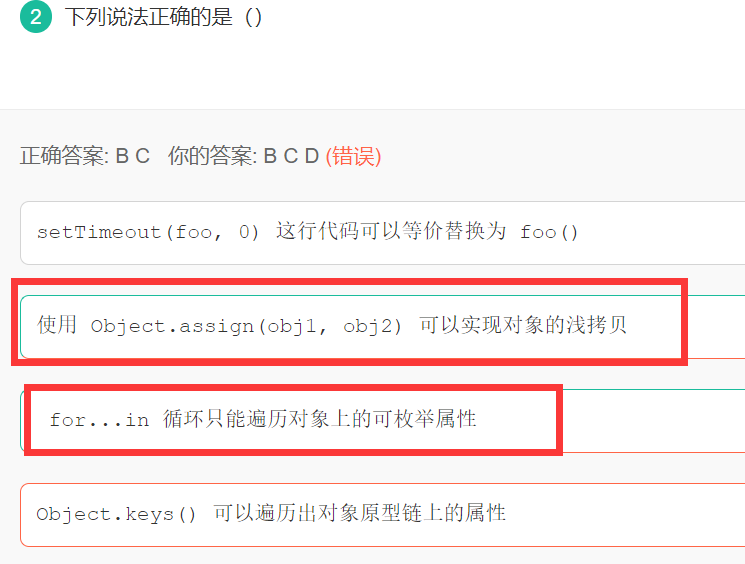 2 下列说法正确的是（）
正确答案: B C 你的答案: B C D (错误)
setTimeout(foo, 0) 这行代码可以等价替换为 foo()
使用 Object.assign(obj1, obj2) 可以实现对象的浅拷贝
for...in 循环只能遍历对象上的可枚举属性
Object.keys() 可以遍历出对象原型链上的属性